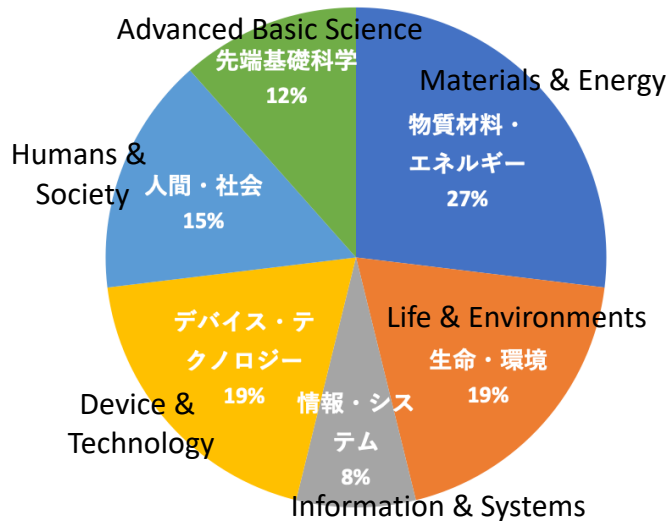 Advanced Basic Science
先端基礎科学
12%
Materials & Energy
物質材料・
エネルギー
27%
Humans &
Society
人間・社会
15%
Life & Environments
生命・環境
19%
デバイス・テ
クノロジー
19%
Device &
Technology
情報・シス
テム
8%
Information & Systems